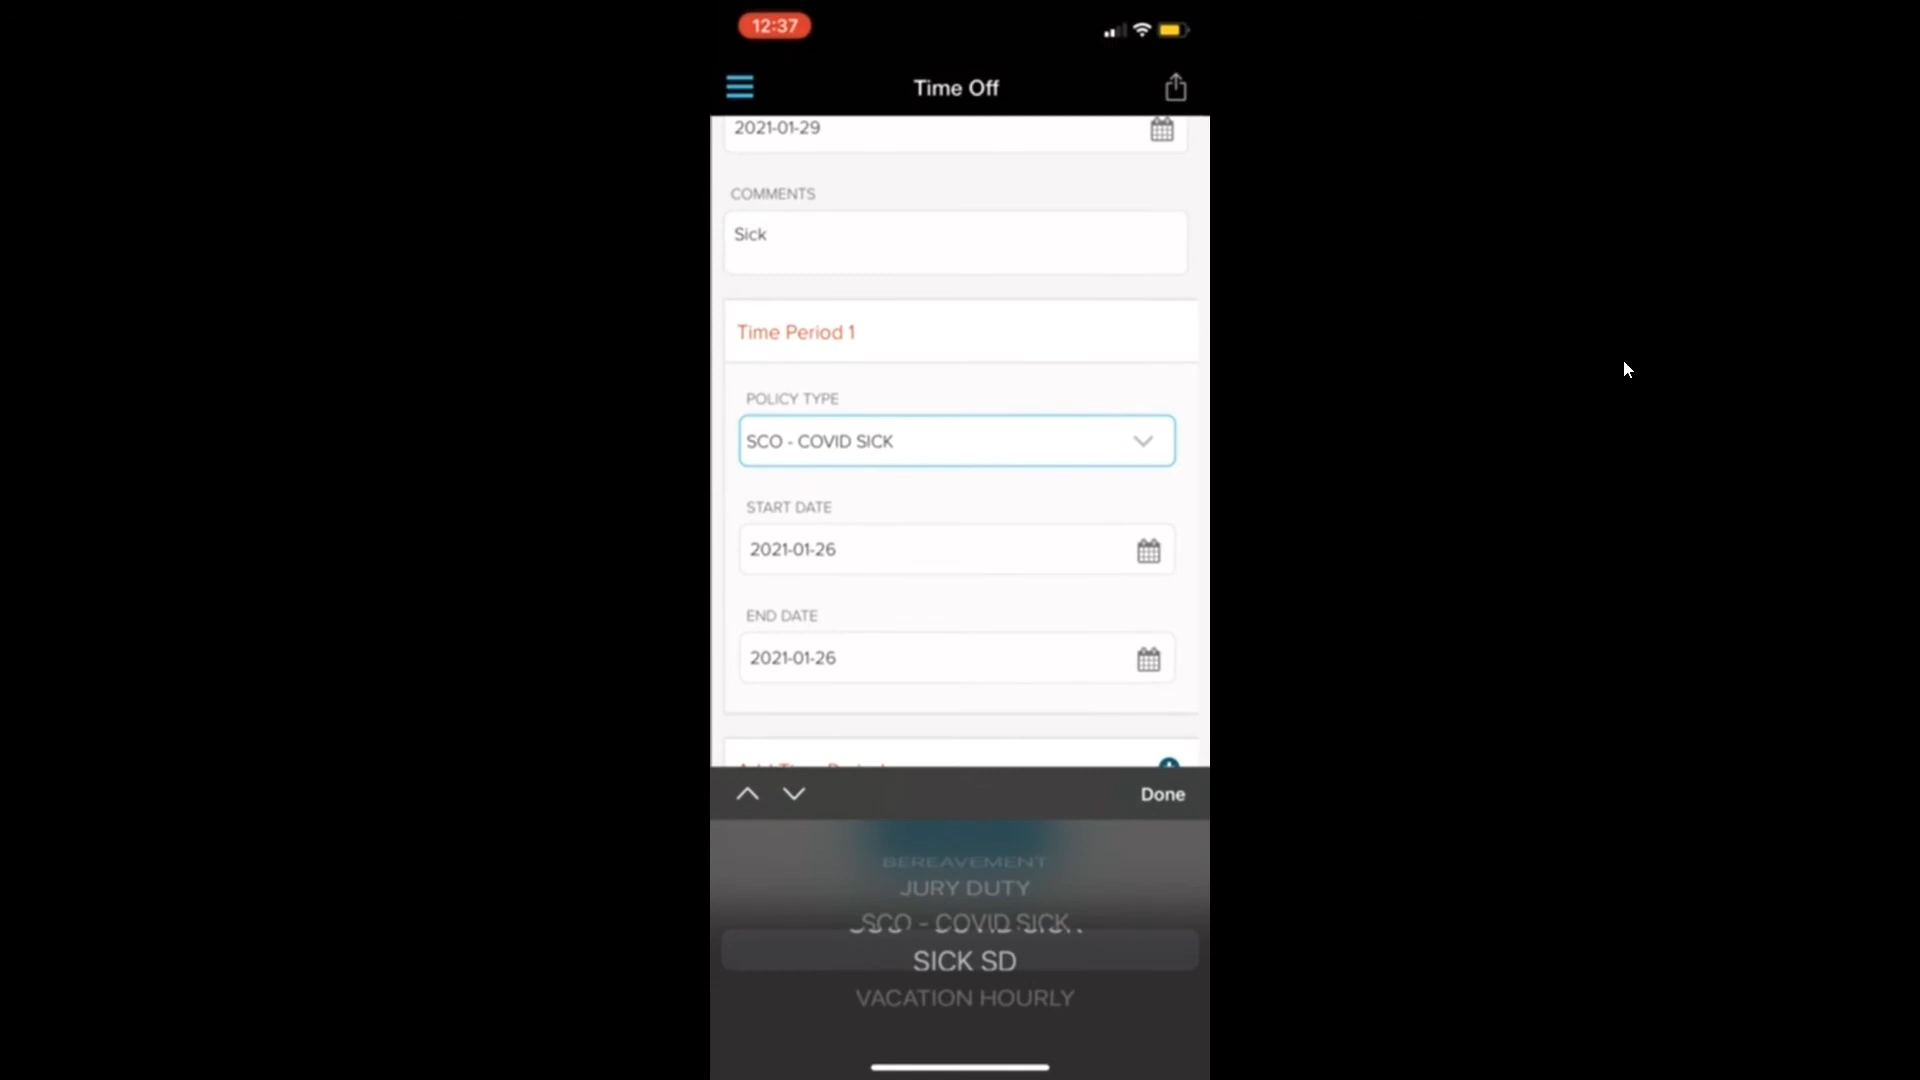 12:37
Time Off
2021-01-29
COMMENTS
Sick
Time Period 1
POLICY TYPE
SCO - COVID SICK
START DATE
2021-01-26
END DATE
2021-01-26
Done
BEREAVEMENT
JURY DUTY
SCO - COVID SICK
SICK SD
VACATION HOURLY